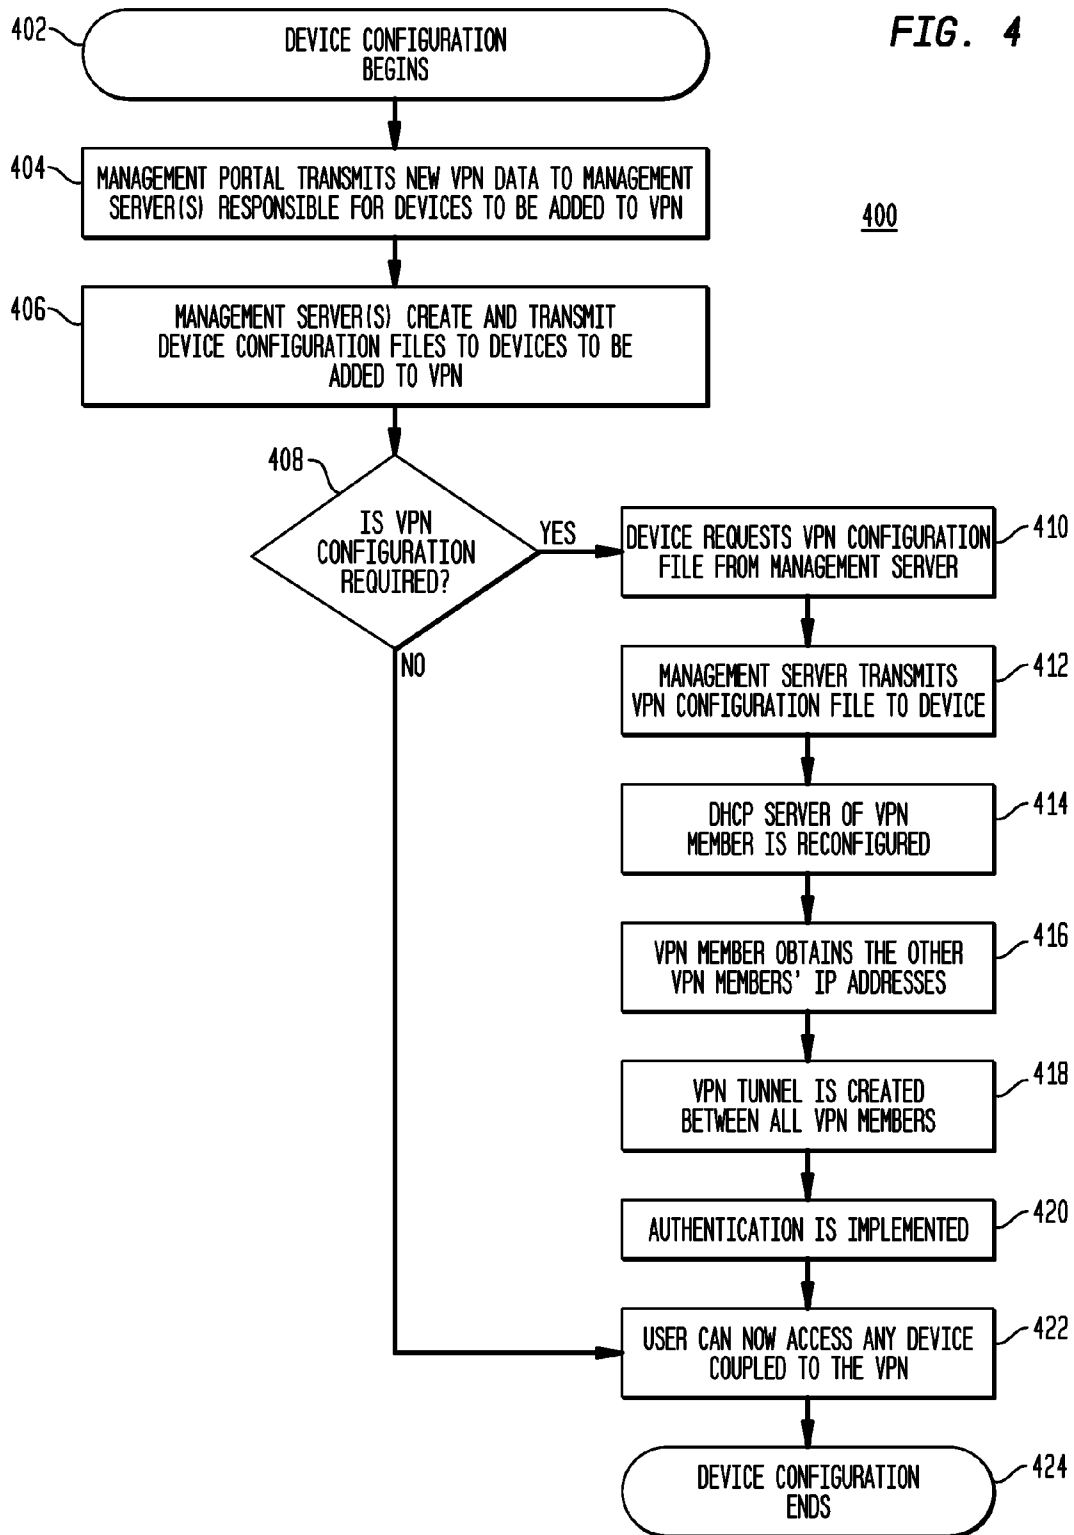 FIG. 4
400
402
DEVICE CONFIGURATION
BEGINS
404
MANAGEMENT PORTAL TRANSMITS NEW VPN DATA TO MANAGEMENT
SERVER(S) RESPONSIBLE FOR DEVICES TO BE ADDED TO VPN
406
MANAGEMENT SERVER(S) CREATE AND TRANSMIT
DEVICE CONFIGURATION FILES TO DEVICES TO BE
ADDED TO VPN
408
IS VPN
CONFIGURATION
REQUIRED?
YES
NO
DEVICE REQUESTS VPN CONFIGURATION
FILE FROM MANAGEMENT SERVER
410
MANAGEMENT SERVER TRANSMITS
VPN CONFIGURATION FILE TO DEVICE
412
DHCP SERVER OF VPN
MEMBER IS RECONFIGURED
414
VPN MEMBER OBTAINS THE OTHER
VPN MEMBERS' IP ADDRESSES
416
VPN TUNNEL IS CREATED
BETWEEN ALL VPN MEMBERS
418
AUTHENTICATION IS IMPLEMENTED
420
USER CAN NOW ACCESS ANY DEVICE
COUPLED TO THE VPN
422
DEVICE CONFIGURATION
ENDS
424